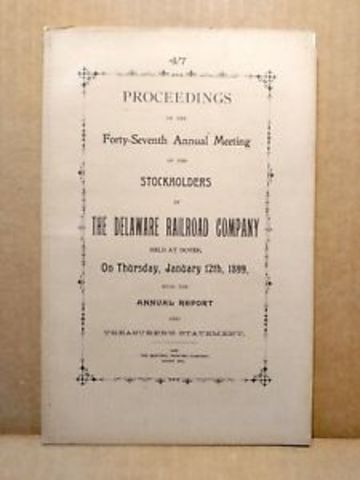 47
PROCEEDINGS
OF THE
Forty-Seventh Annual Meeting
OF THE
STOCKHOLDERS
OF
THE DELAWARE RAILROAD COMPANY
HELD AT DOVER,
On Thursday, January 12th, 1899,
WITH THE
ANNUAL REPORT
AND
TREASURER'S STATEMENT.